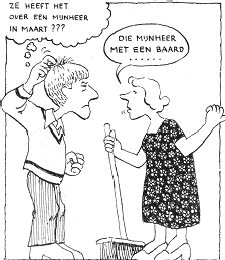 ZE HEEFT HET
OVER EEN MIJNHEER
IN MAART ???
DIE MIJNHEER
MET EEN BAARD
......